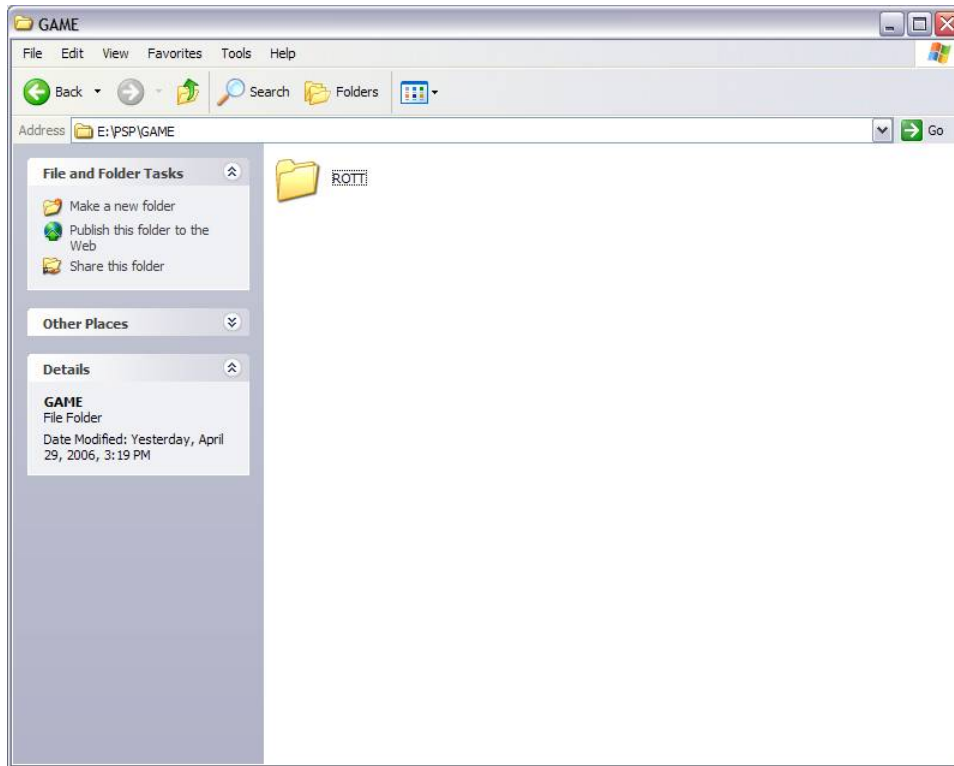 GAME
File Edit View Favorites Tools Help
Back Search Folders
Address E:\PSP\GAME Go
File and Folder Tasks
Make a new folder
Publish this folder to the
Web
Share this folder
Other Places
Details
GAME
File Folder
Date Modified: Yesterday, April
29, 2006, 3:19 PM
ROTT